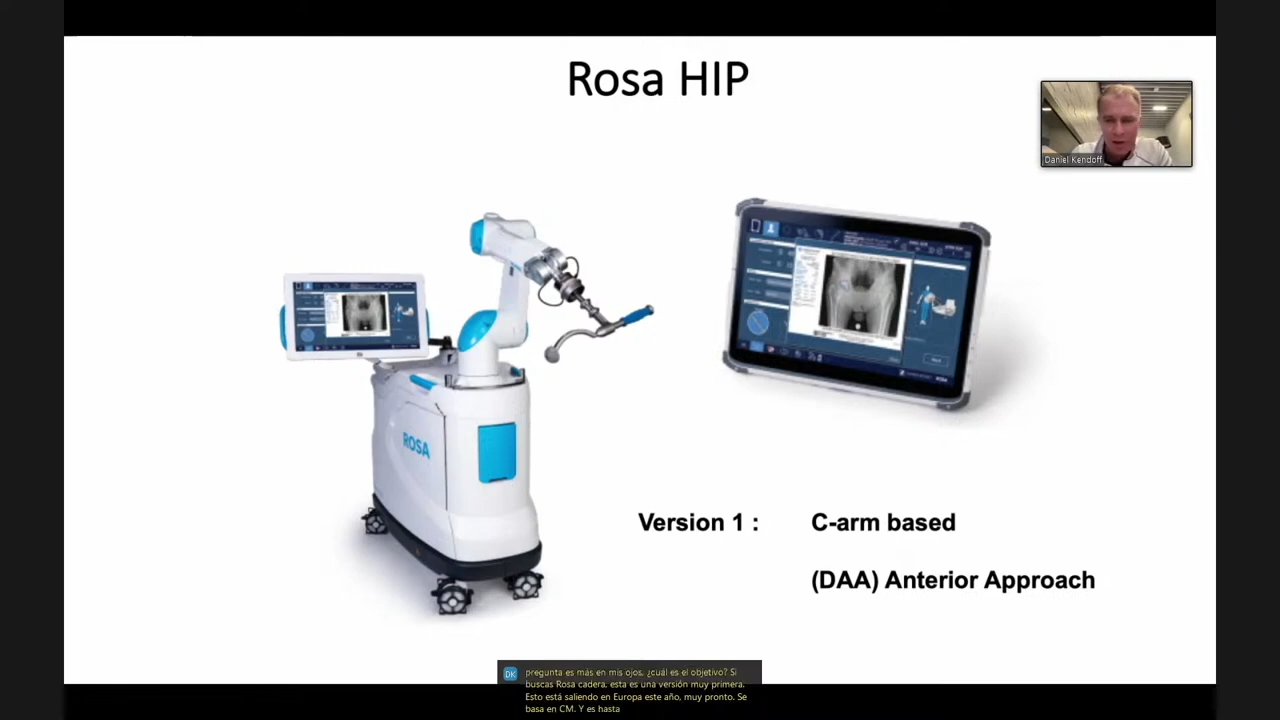 Rosa HIP
Daniel Kendoff
ROSA
Version 1 : C-arm based
(DAA) Anterior Approach
DK
pregunta es más en mis ojos, ¿cuál es el objetivo? Si
buscas Rosa cadera, esta es una versión muy primera.
Esto está saliendo en Europa este año, muy pronto. Se
basa en CM. Y es hasta